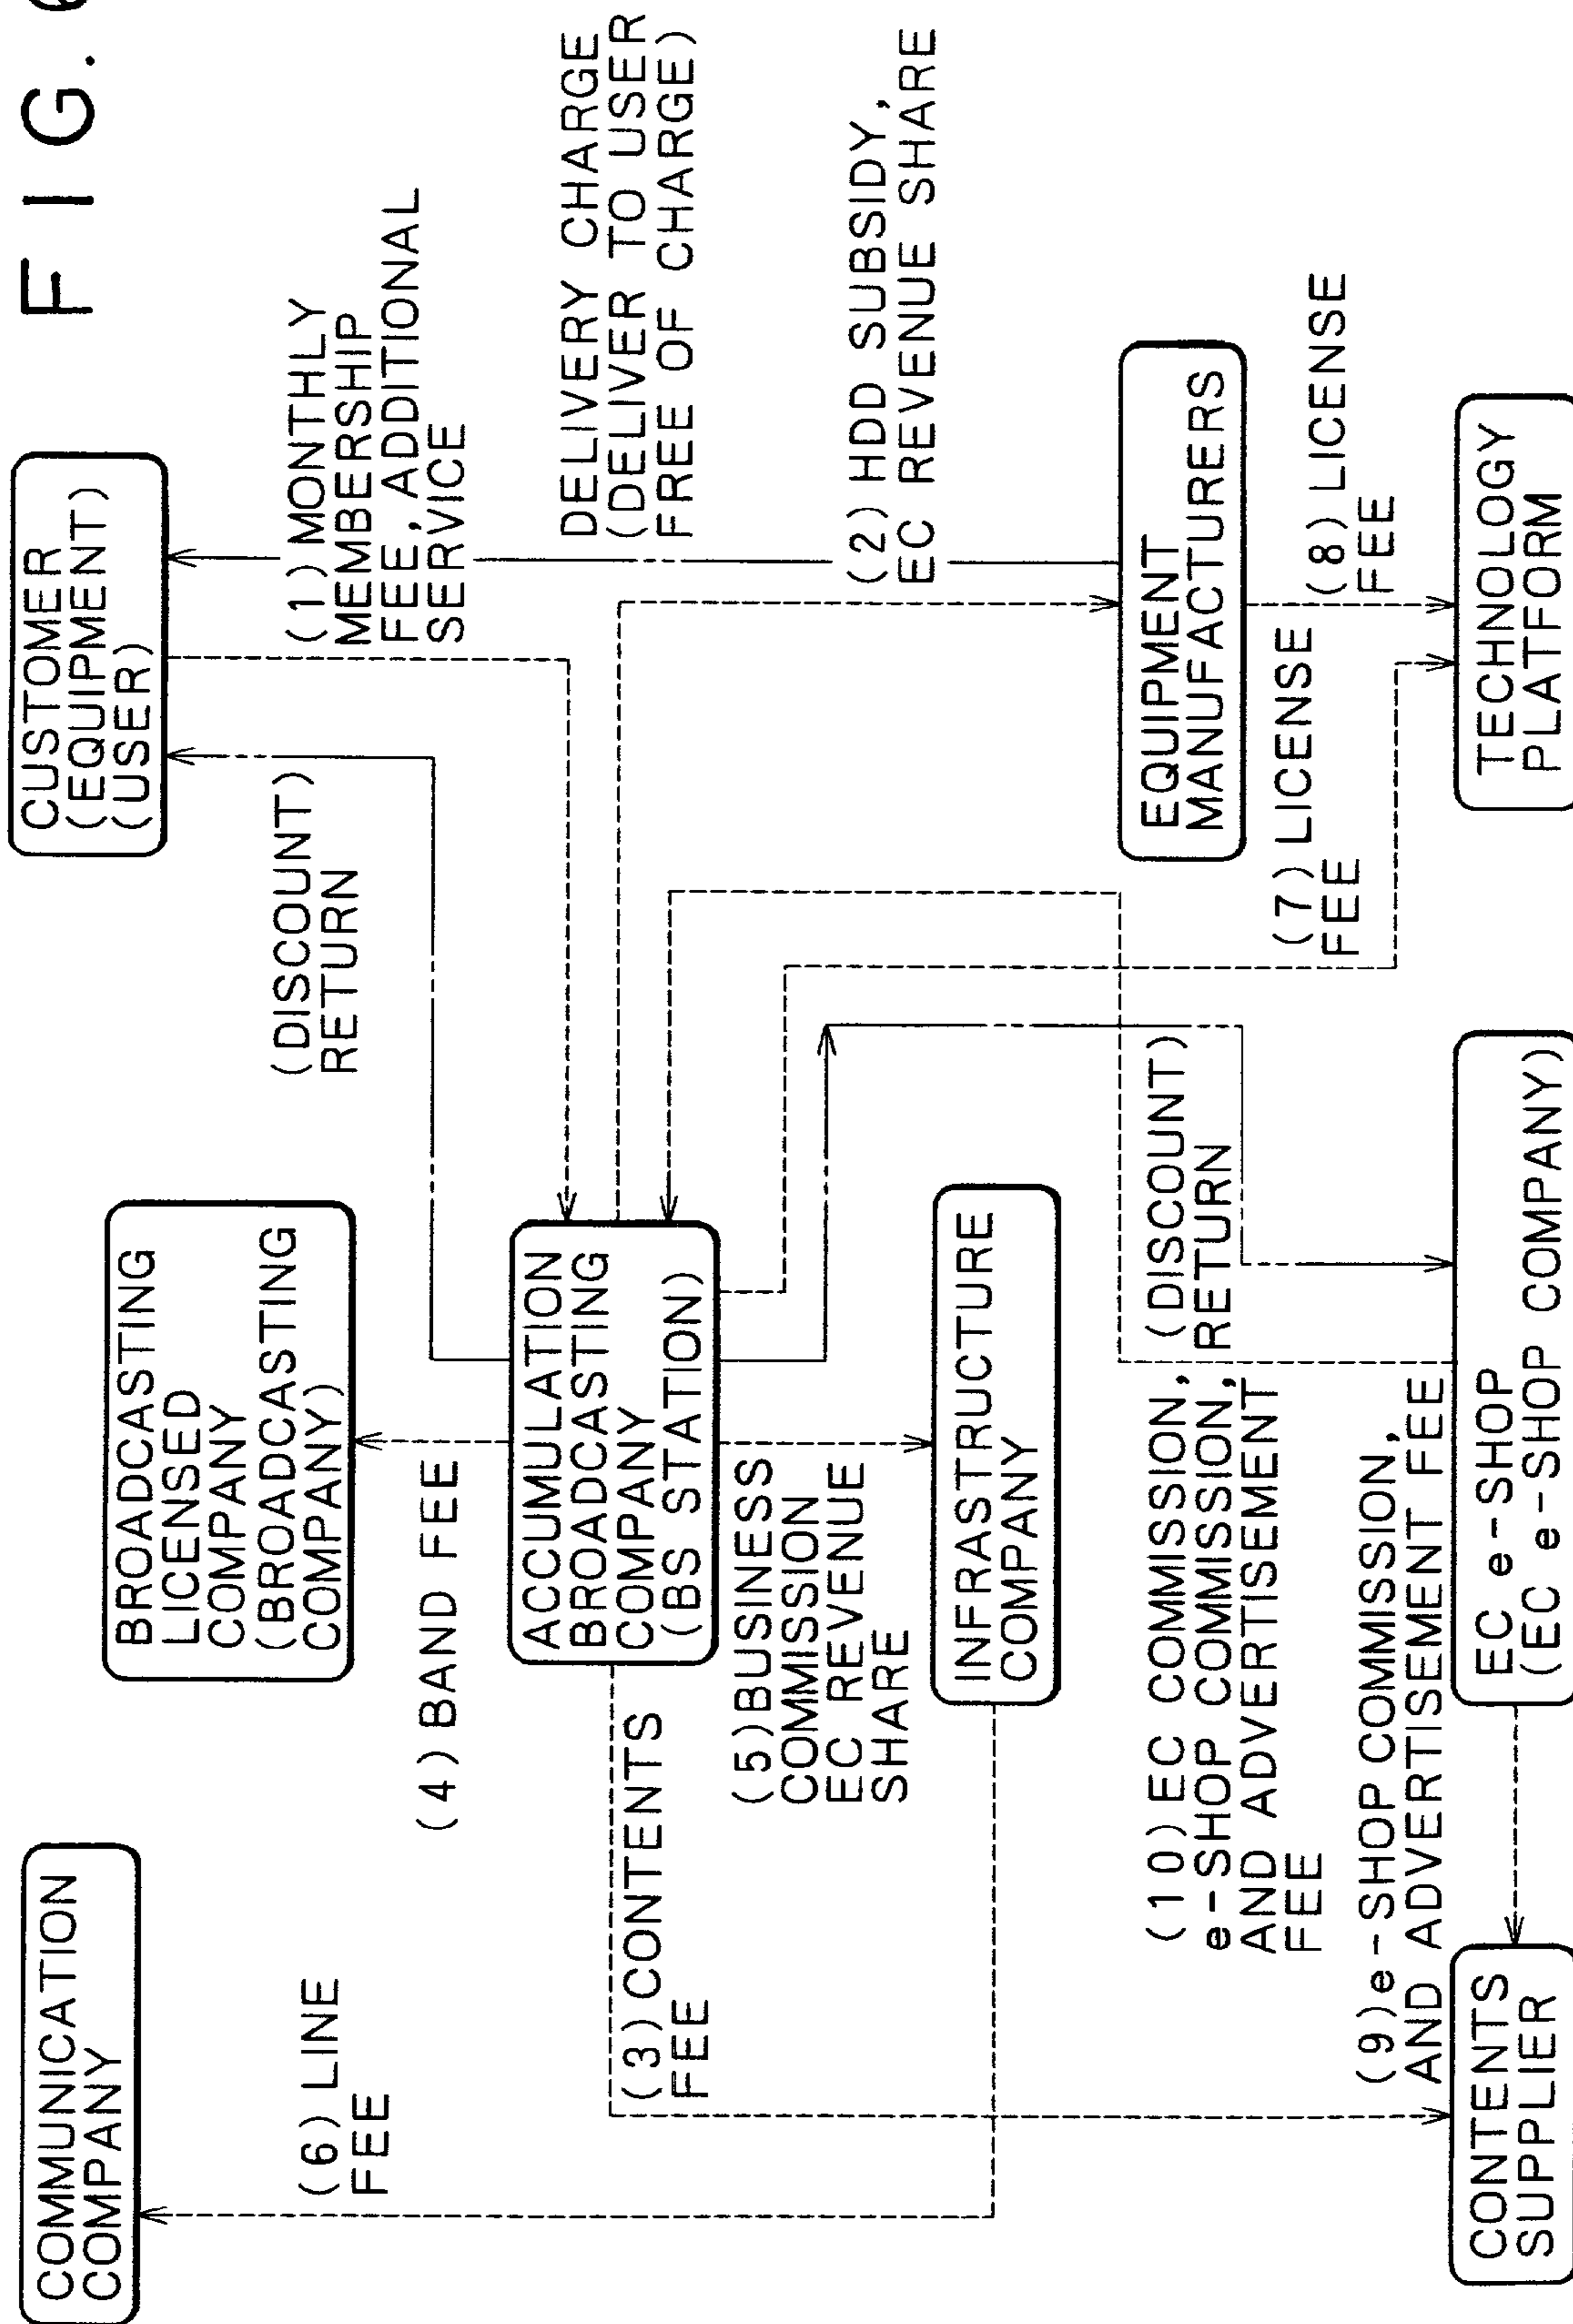 FIG. 6
COMMUNICATION
COMPANY
BROADCASTING
LICENSED
COMPANY
(BROADCASTING
COMPANY)
CUSTOMER
(EQUIPMENT)
(USER)
(6) LINE
FEE
(4) BAND FEE
(DISCOUNT)
RETURN
(1) MONTHLY
MEMBERSHIP
FEE, ADDITIONAL
SERVICE
ACCUMULATION
BROADCASTING
COMPANY
(BS STATION)
DELIVERY CHARGE
(DELIVER TO USER
FREE OF CHARGE)
(3) CONTENTS
FEE
(5) BUSINESS
COMMISSION
EC REVENUE
SHARE
(2) HDD SUBSIDY,
EC REVENUE SHARE
INFRASTRUCTURE
COMPANY
EQUIPMENT
MANUFACTURERS
(10) EC COMMISSION,
e-SHOP COMMISSION,
AND ADVERTISEMENT
FEE
(DISCOUNT)
RETURN
(7) LICENSE
FEE
(8) LICENSE
FEE
(9) e-SHOP COMMISSION,
AND ADVERTISEMENT FEE
CONTENTS
SUPPLIER
EC e-SHOP
(EC e-SHOP COMPANY)
TECHNOLOGY
PLATFORM